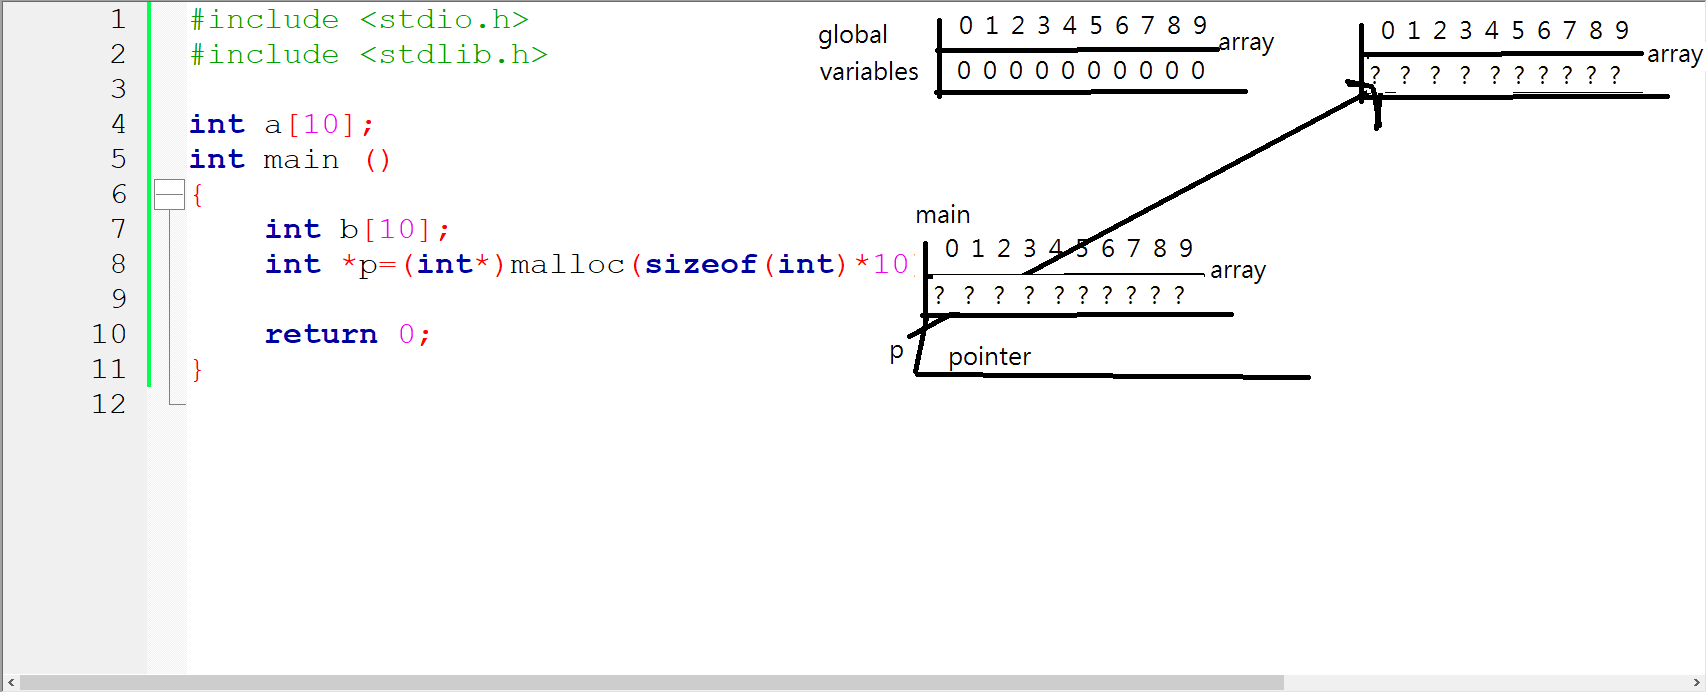 1 #include <stdio.h>
2 #include <stdlib.h>
3
4 int a[10];
5 int main ()
6 {
7 int b[10];
8 int *p=(int*)malloc(sizeof(int)*10
9
10 return 0;
11 }
12
global
variables
0 1 2 3 4 5 6 7 8 9
array
0 0 0 0 0 0 0 0 0 0
0 1 2 3 4 5 6 7 8 9
array
? ? ? ? ? ? ? ? ? ?
main
0 1 2 3 4 5 6 7 8 9
array
? ? ? ? ? ? ? ? ? ?
p
pointer